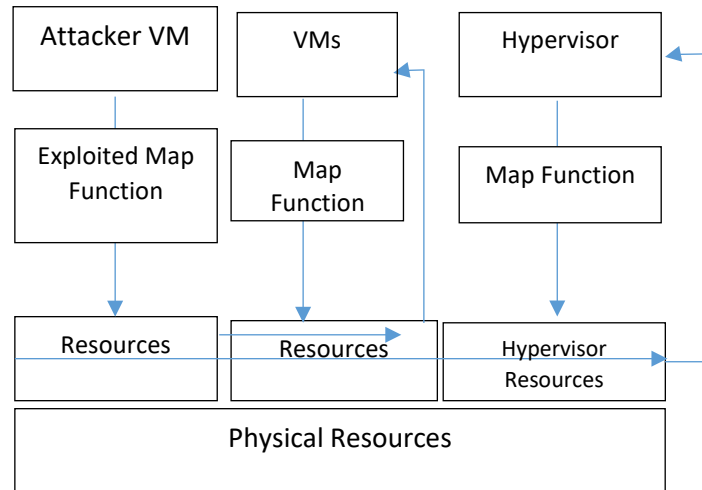 Attacker VM
VMs
Hypervisor
Exploited Map
Function
Map
Function
Map Function
Resources
Resources
Hypervisor
Resources
Physical Resources